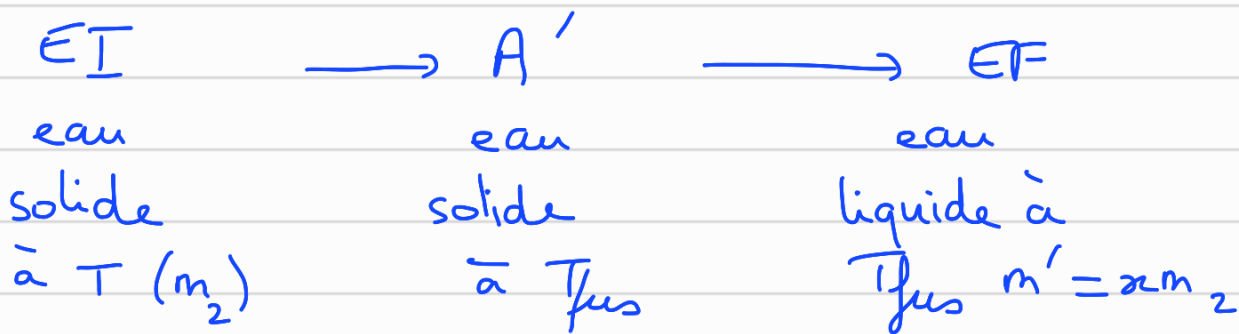 EI → A' → EF
eau eau eau
solide solide liquide à
à T (m₂) à Tfus Tfus m' = xm₂